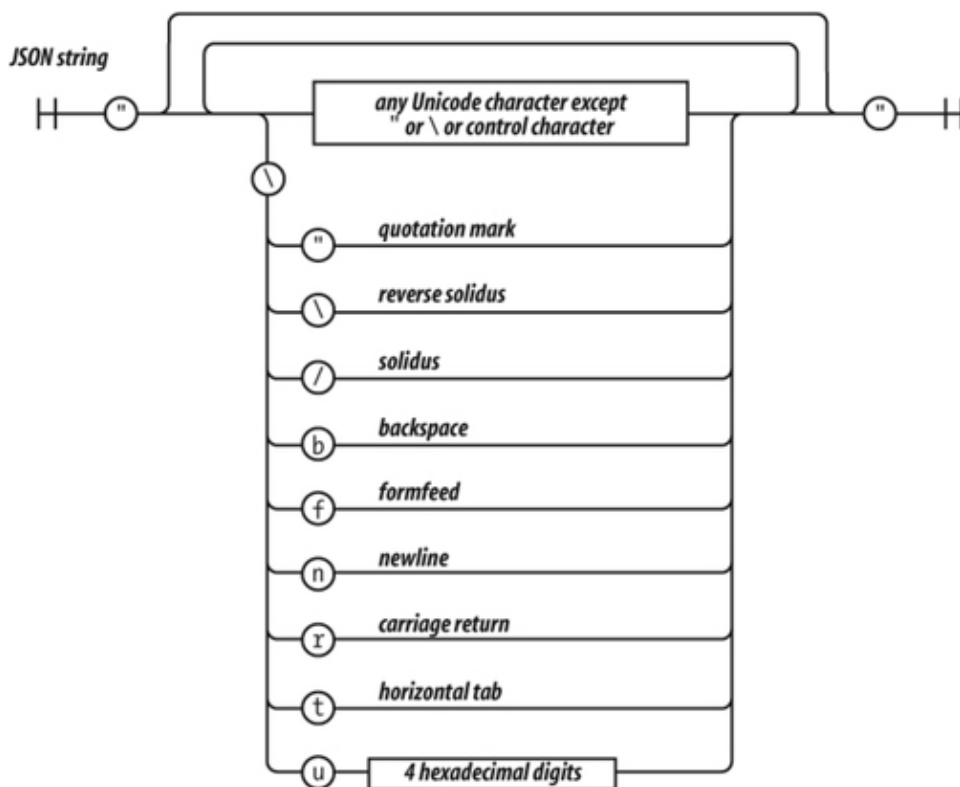 JSON string
"
any Unicode character except
" or \ or control character
"
\
" quotation mark
\ reverse solidus
/ solidus
b backspace
f formfeed
n newline
r carriage return
t horizontal tab
u 4 hexadecimal digits